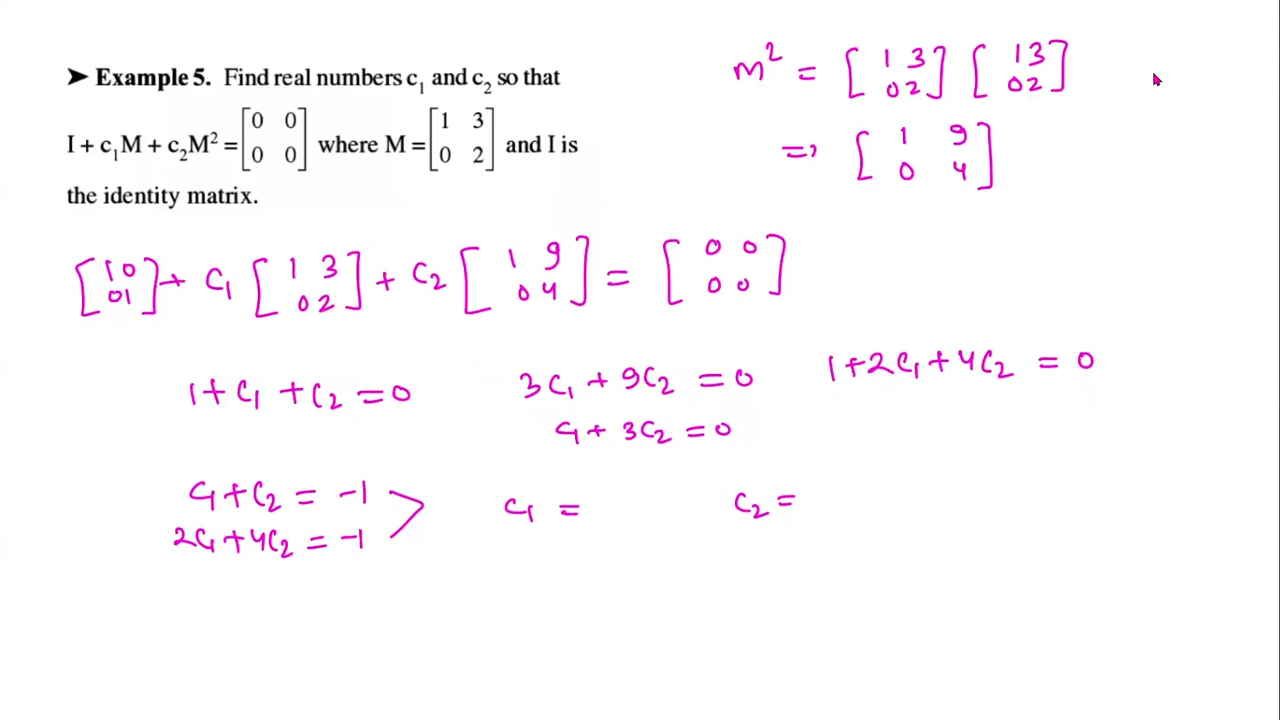 ➤ Example 5. Find real numbers c₁ and c₂ so that
I + c₁M + c₂M² = [0 0; 0 0] where M = [1 3; 0 2] and I is
the identity matrix.
m² = [1 3; 0 2] [1 3; 0 2]
=> [1 9; 0 4]
[1 0; 0 1] + C₁ [1 3; 0 2] + C₂ [1 9; 0 4] = [0 0; 0 0]
1 + C₁ + C₂ = 0
3C₁ + 9C₂ = 0
C₁ + 3C₂ = 0
1 + 2C₁ + 4C₂ = 0
C₁ + C₂ = -1
2C₁ + 4C₂ = -1
C₁ =
C₂ =